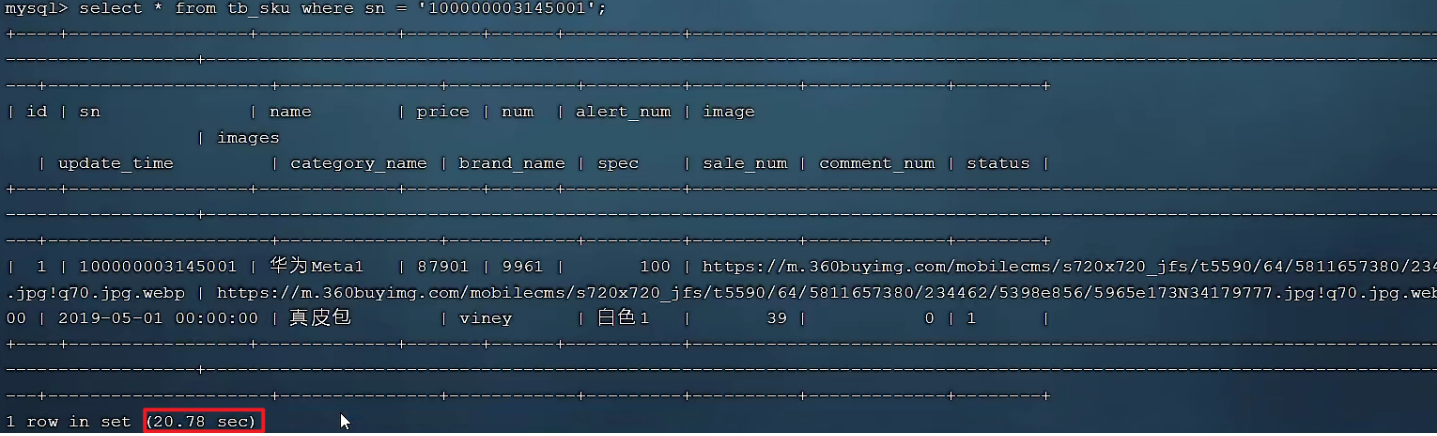 mysql> select * from tb_sku where sn = '100000003145001';
+----+-----------------+--------------+-------+------+-----------+--------------------------------------------------------------------------
------------------+--------------------------------------------------------------------------------------------------------------------
---+---------------------+---------------+------------+---------+----------+-------------+--------+
| id | sn | name | price | num | alert_num | image
| images
| update_time | category_name | brand_name | spec | sale_num | comment_num | status |
+----+-----------------+--------------+-------+------+-----------+--------------------------------------------------------------------------
------------------+--------------------------------------------------------------------------------------------------------------------
---+---------------------+---------------+------------+---------+----------+-------------+--------+
| 1 | 100000003145001 | 华为Meta1 | 87901 | 9961 | 100 | https://m.360buyimg.com/mobilecms/s720x720_jfs/t5590/64/5811657380/234
.jpg!q70.jpg.webp | https://m.360buyimg.com/mobilecms/s720x720_jfs/t5590/64/5811657380/234462/5398e856/5965e173N34179777.jpg!q70.jpg.web
00 | 2019-05-01 00:00:00 | 真皮包 | viney | 白色1 | 39 | 0 | 1 |
+----+-----------------+--------------+-------+------+-----------+--------------------------------------------------------------------------
------------------+--------------------------------------------------------------------------------------------------------------------
---+---------------------+---------------+------------+---------+----------+-------------+--------+
1 row in set (20.78 sec)